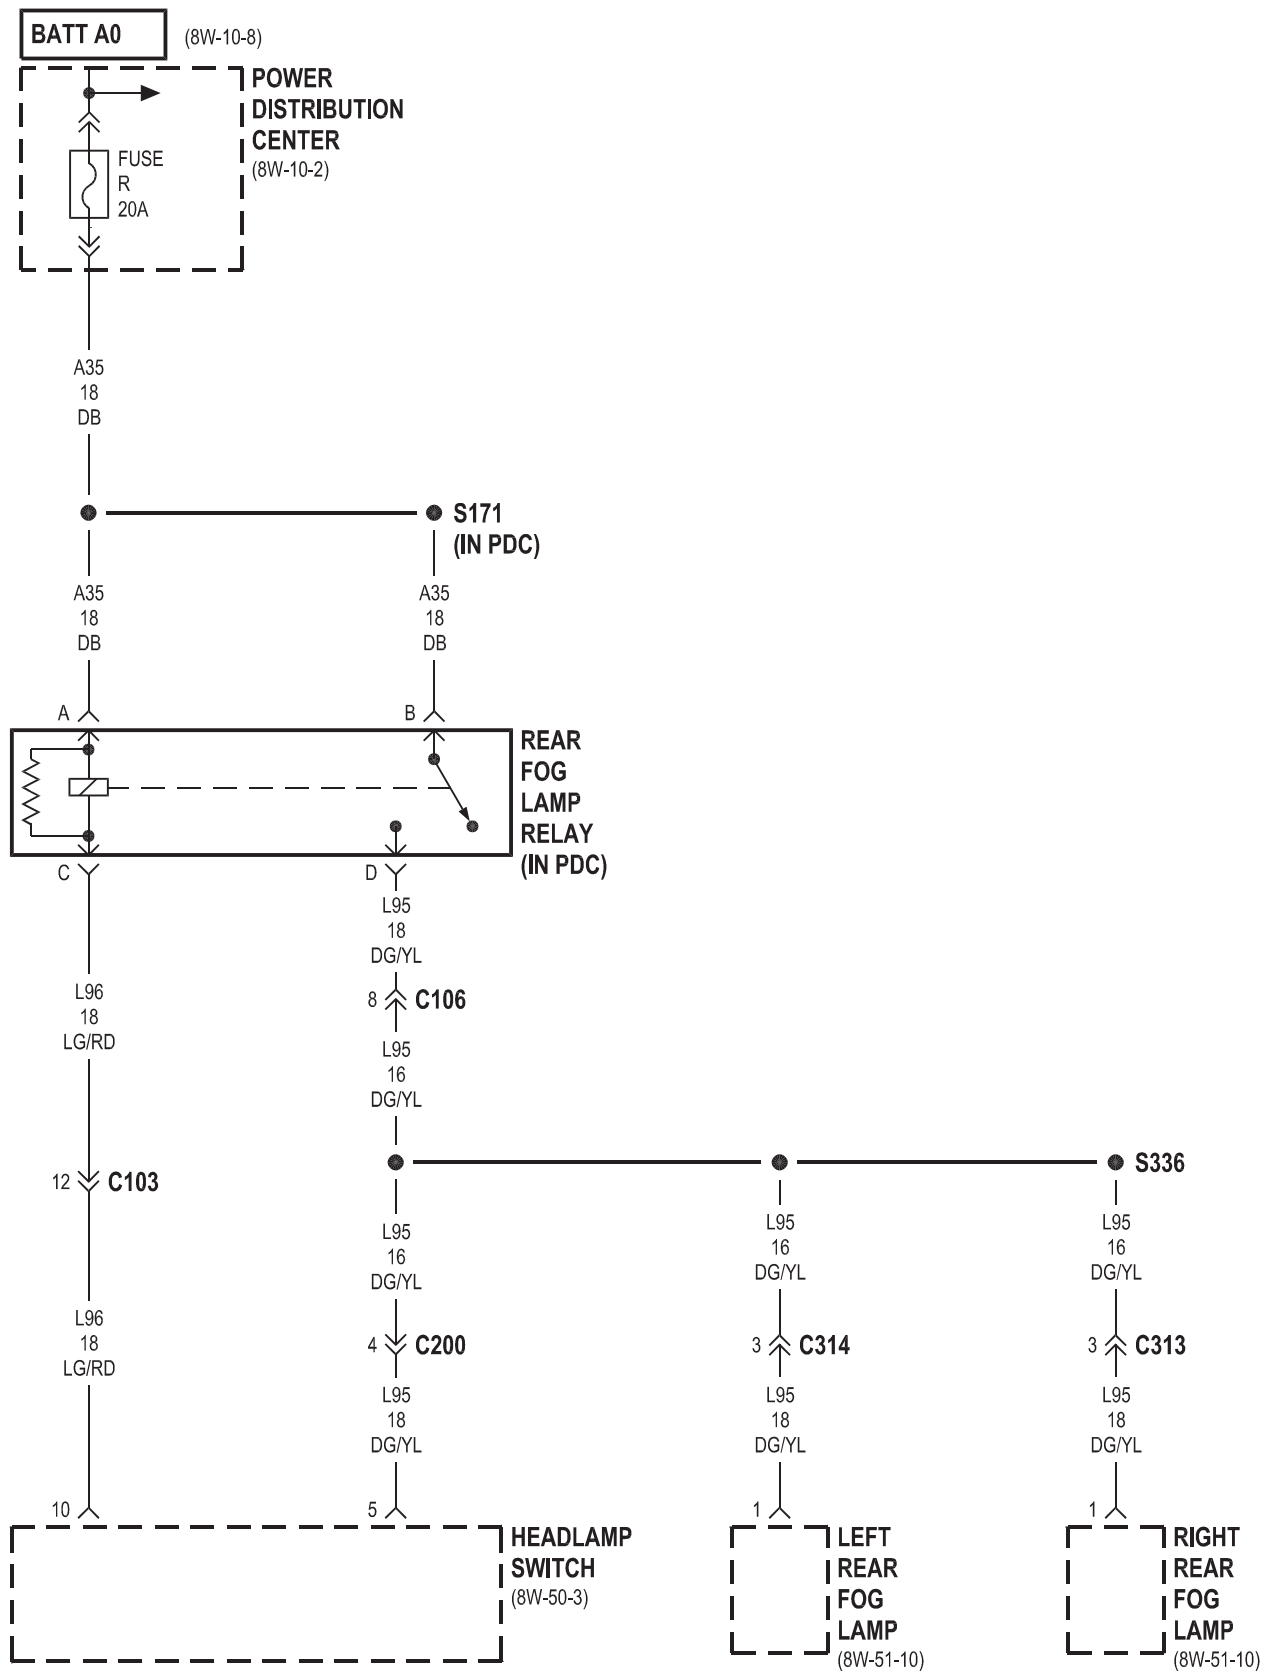 BATT A0
(8W-10-8)
POWER
DISTRIBUTION
CENTER
(8W-10-2)
FUSE
R
20A
A35
18
DB
S171
(IN PDC)
A35
18
DB
A35
18
DB
A
B
REAR
FOG
LAMP
RELAY
(IN PDC)
C
D
L95
18
DG/YL
8
C106
L96
18
LG/RD
L95
16
DG/YL
12
C103
S336
L95
16
DG/YL
L95
16
DG/YL
L95
16
DG/YL
L96
18
LG/RD
4
C200
3
C314
3
C313
L95
18
DG/YL
L95
18
DG/YL
L95
18
DG/YL
10
5
1
1
HEADLAMP
SWITCH
(8W-50-3)
LEFT
REAR
FOG
LAMP
(8W-51-10)
RIGHT
REAR
FOG
LAMP
(8W-51-10)